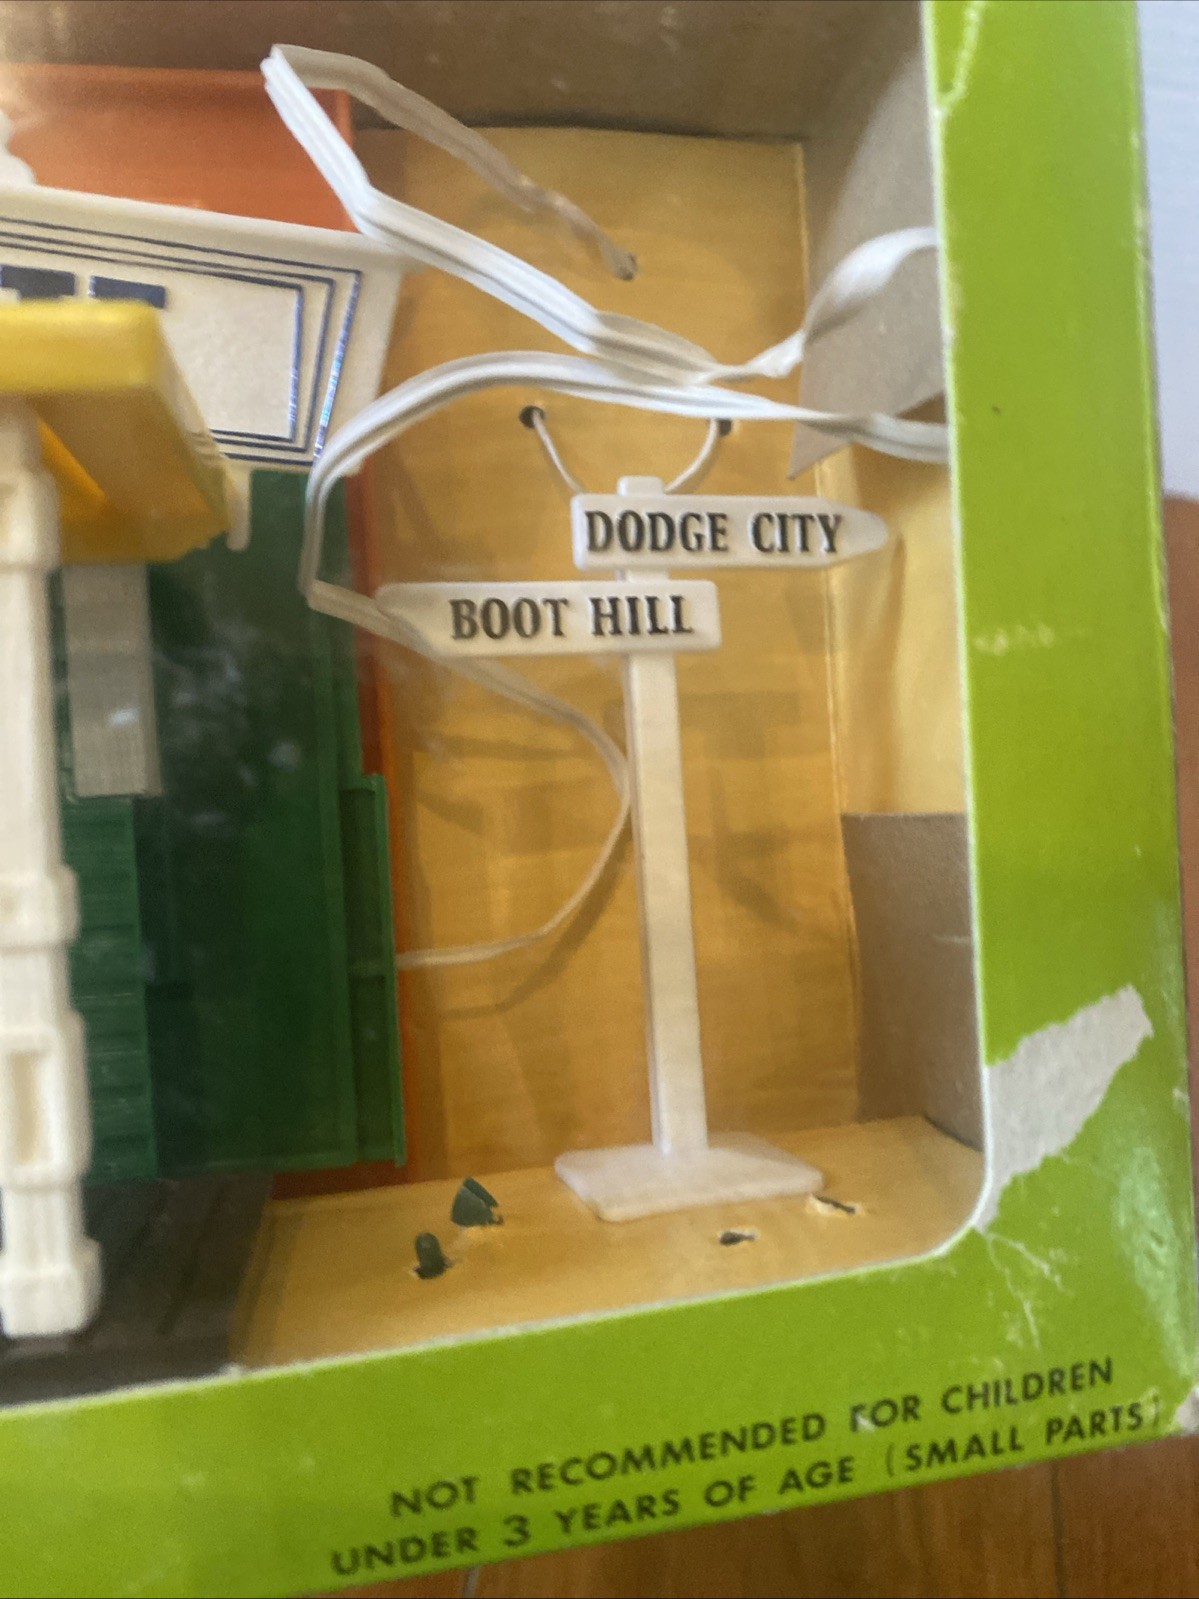 DODGE CITY
BOOT HILL
NOT RECOMMENDED FOR CHILDREN
UNDER 3 YEARS OF AGE (SMALL PARTS)